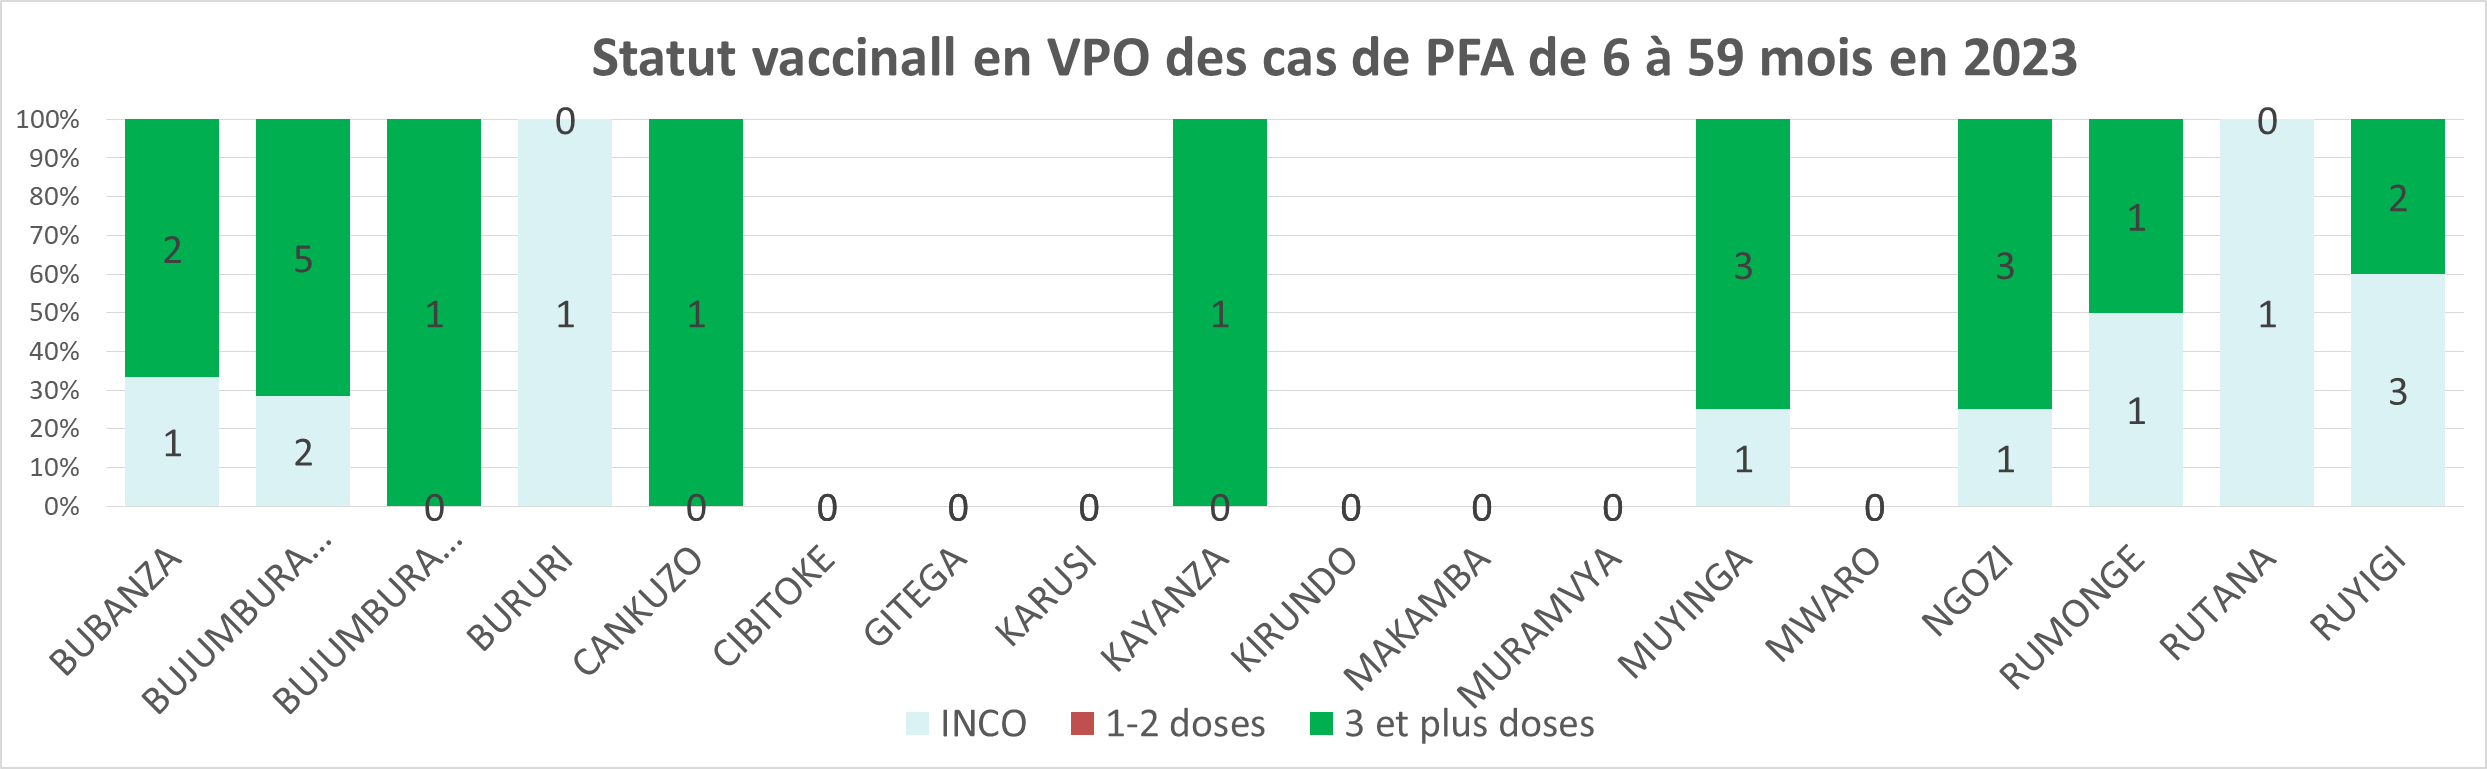 Statut vaccinall en VPO des cas de PFA de 6 à 59 mois en 2023
100%
90%
80%
70%
60%
50%
40%
30%
20%
10%
0%
2
5
1
0
1
1
1
3
3
1
0
2
1
2
0
1
0
0
0
0
0
0
0
0
1
0
1
1
1
3
BUBANZA
BUJUMBURA...
BUJUMBURA...
BURURI
CANKUZO
CIBITOKE
GITEGA
KARUSI
KAYANZA
KIRUNDO
MAKAMBA
MURAMVYA
MUYINGA
MWARO
NGOZI
RUMONGE
RUTANA
RUYIGI
INCO
1-2 doses
3 et plus doses